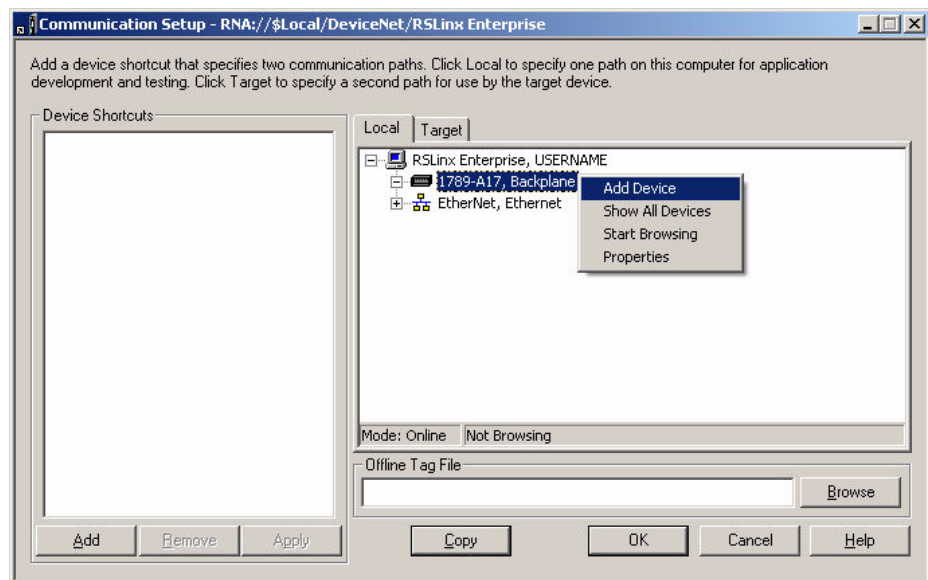 Communication Setup - RNA://$Local/DeviceNet/RSLinx Enterprise
Add a device shortcut that specifies two communication paths. Click Local to specify one path on this computer for application
development and testing. Click Target to specify a second path for use by the target device.
Device Shortcuts
Local Target
RSLinx Enterprise, USERNAME
1789-A17, Backplane
EtherNet, Ethernet
Add Device
Show All Devices
Start Browsing
Properties
Mode: Online Not Browsing
Offline Tag File
Browse
Add Remove Apply Copy OK Cancel Help